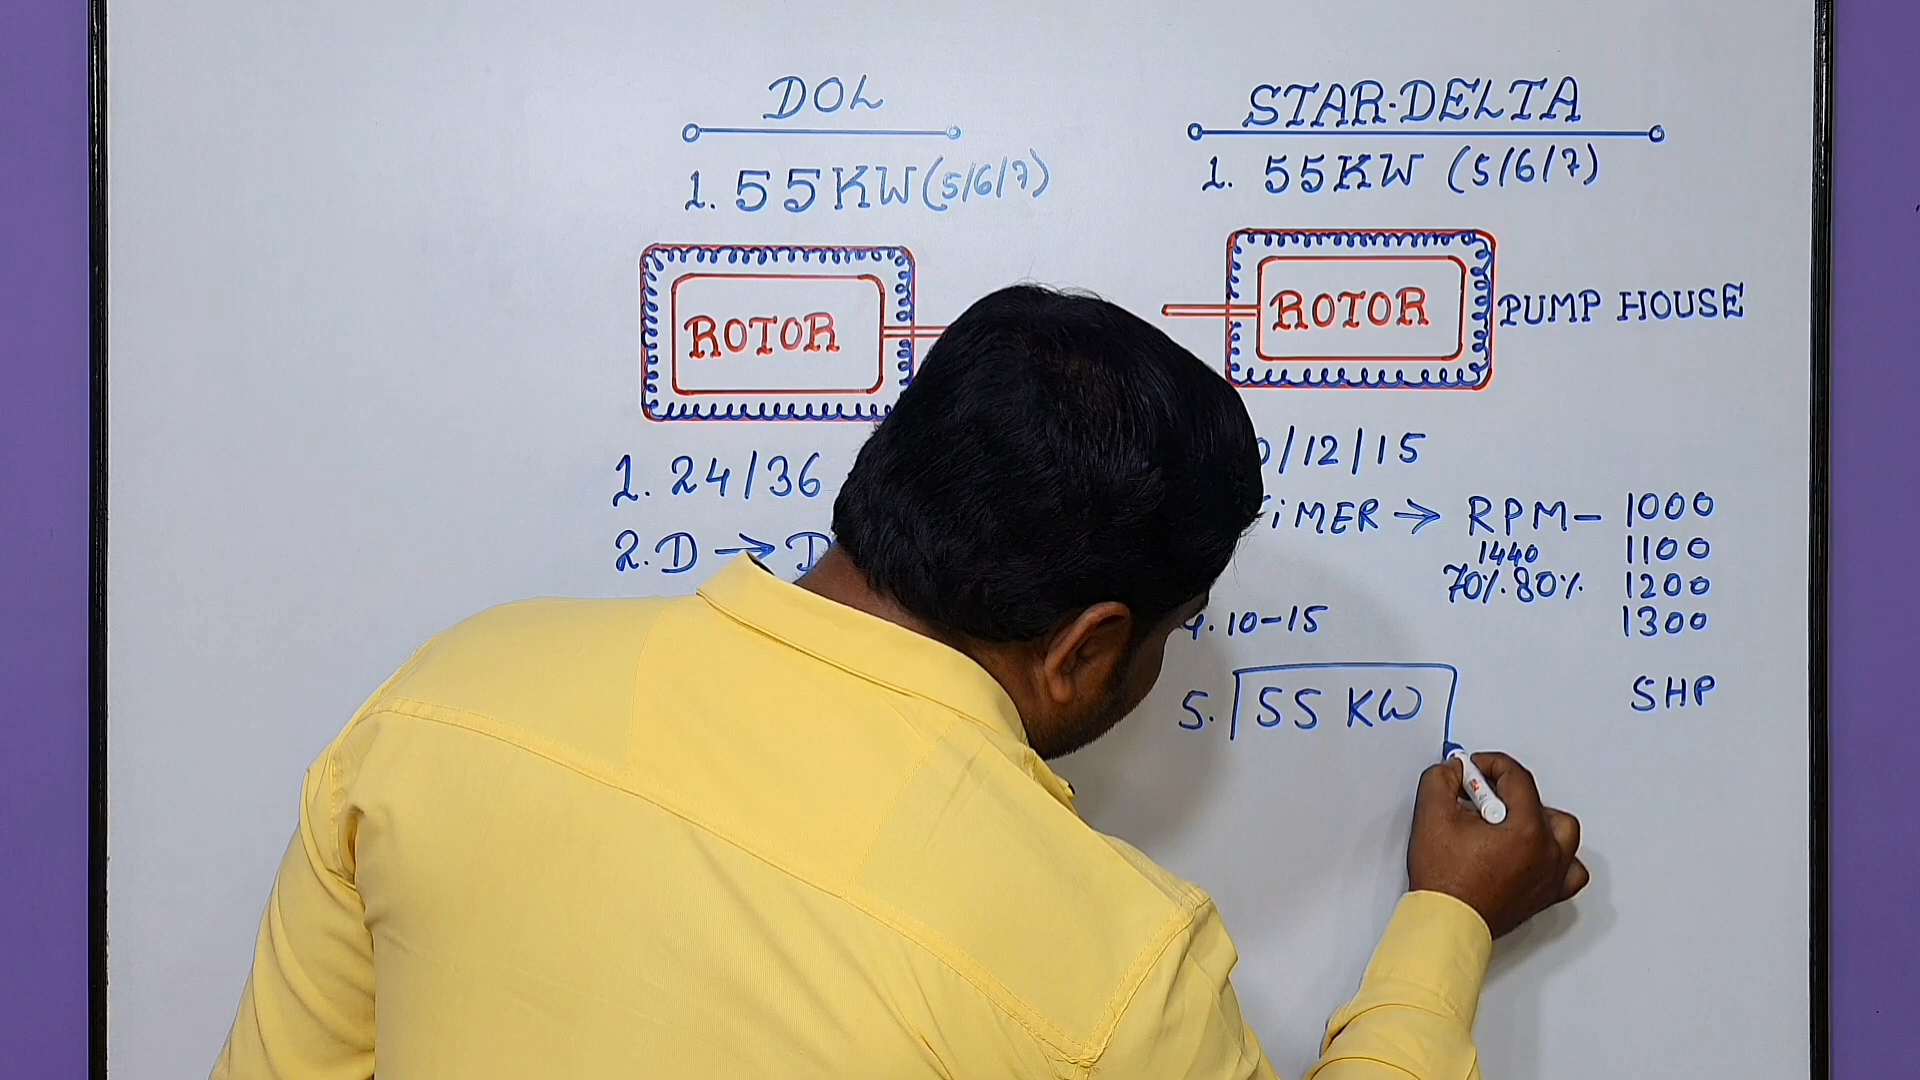 DOL
1. 55KW (5/6/7)
ROTOR
1. 24/36
2. D → D
STAR-DELTA
1. 55KW (5/6/7)
ROTOR
PUMP HOUSE
/12/15
TiMER → RPM - 1000
1440 1100
70%. 80%. 1200
1300
4. 10-15
5. 55 KW
5HP